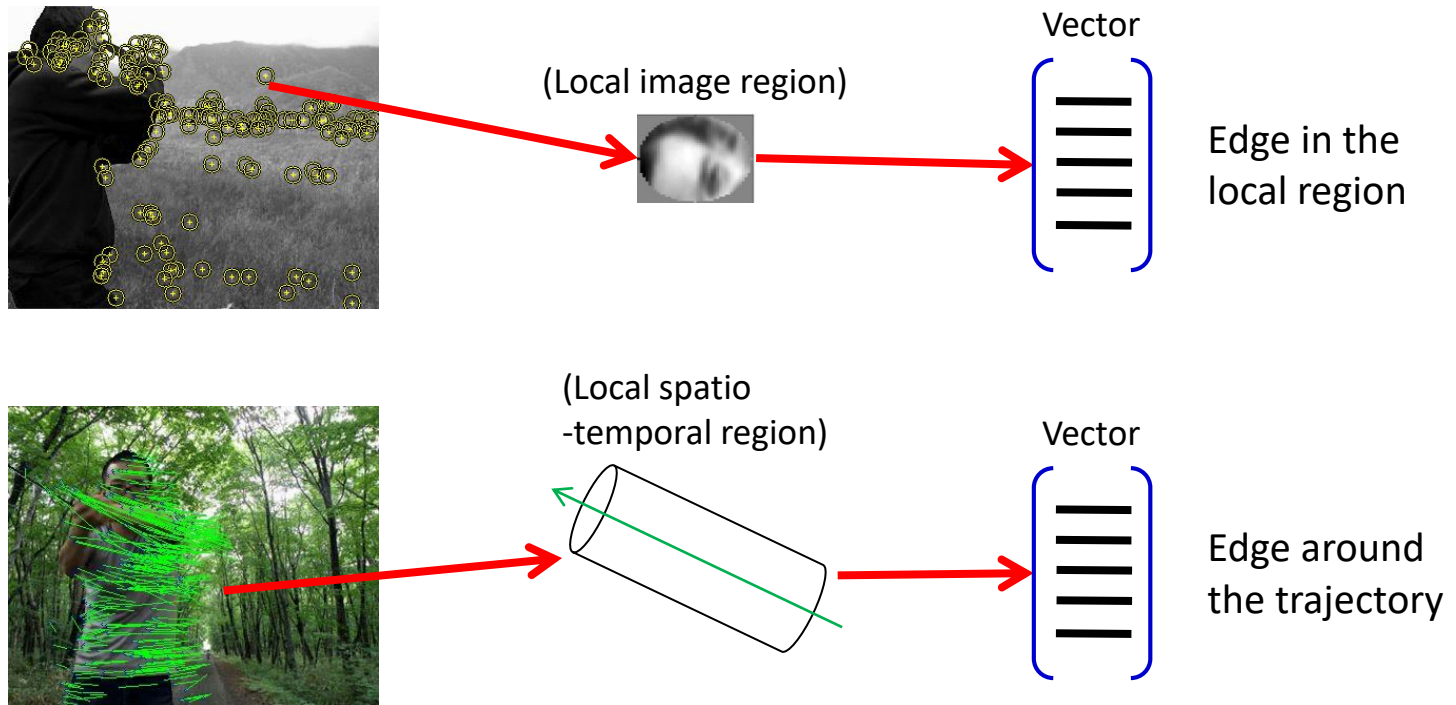 Vector
(Local image region)
Edge in the
local region
(Local spatio
-temporal region)
Vector
Edge around
the trajectory